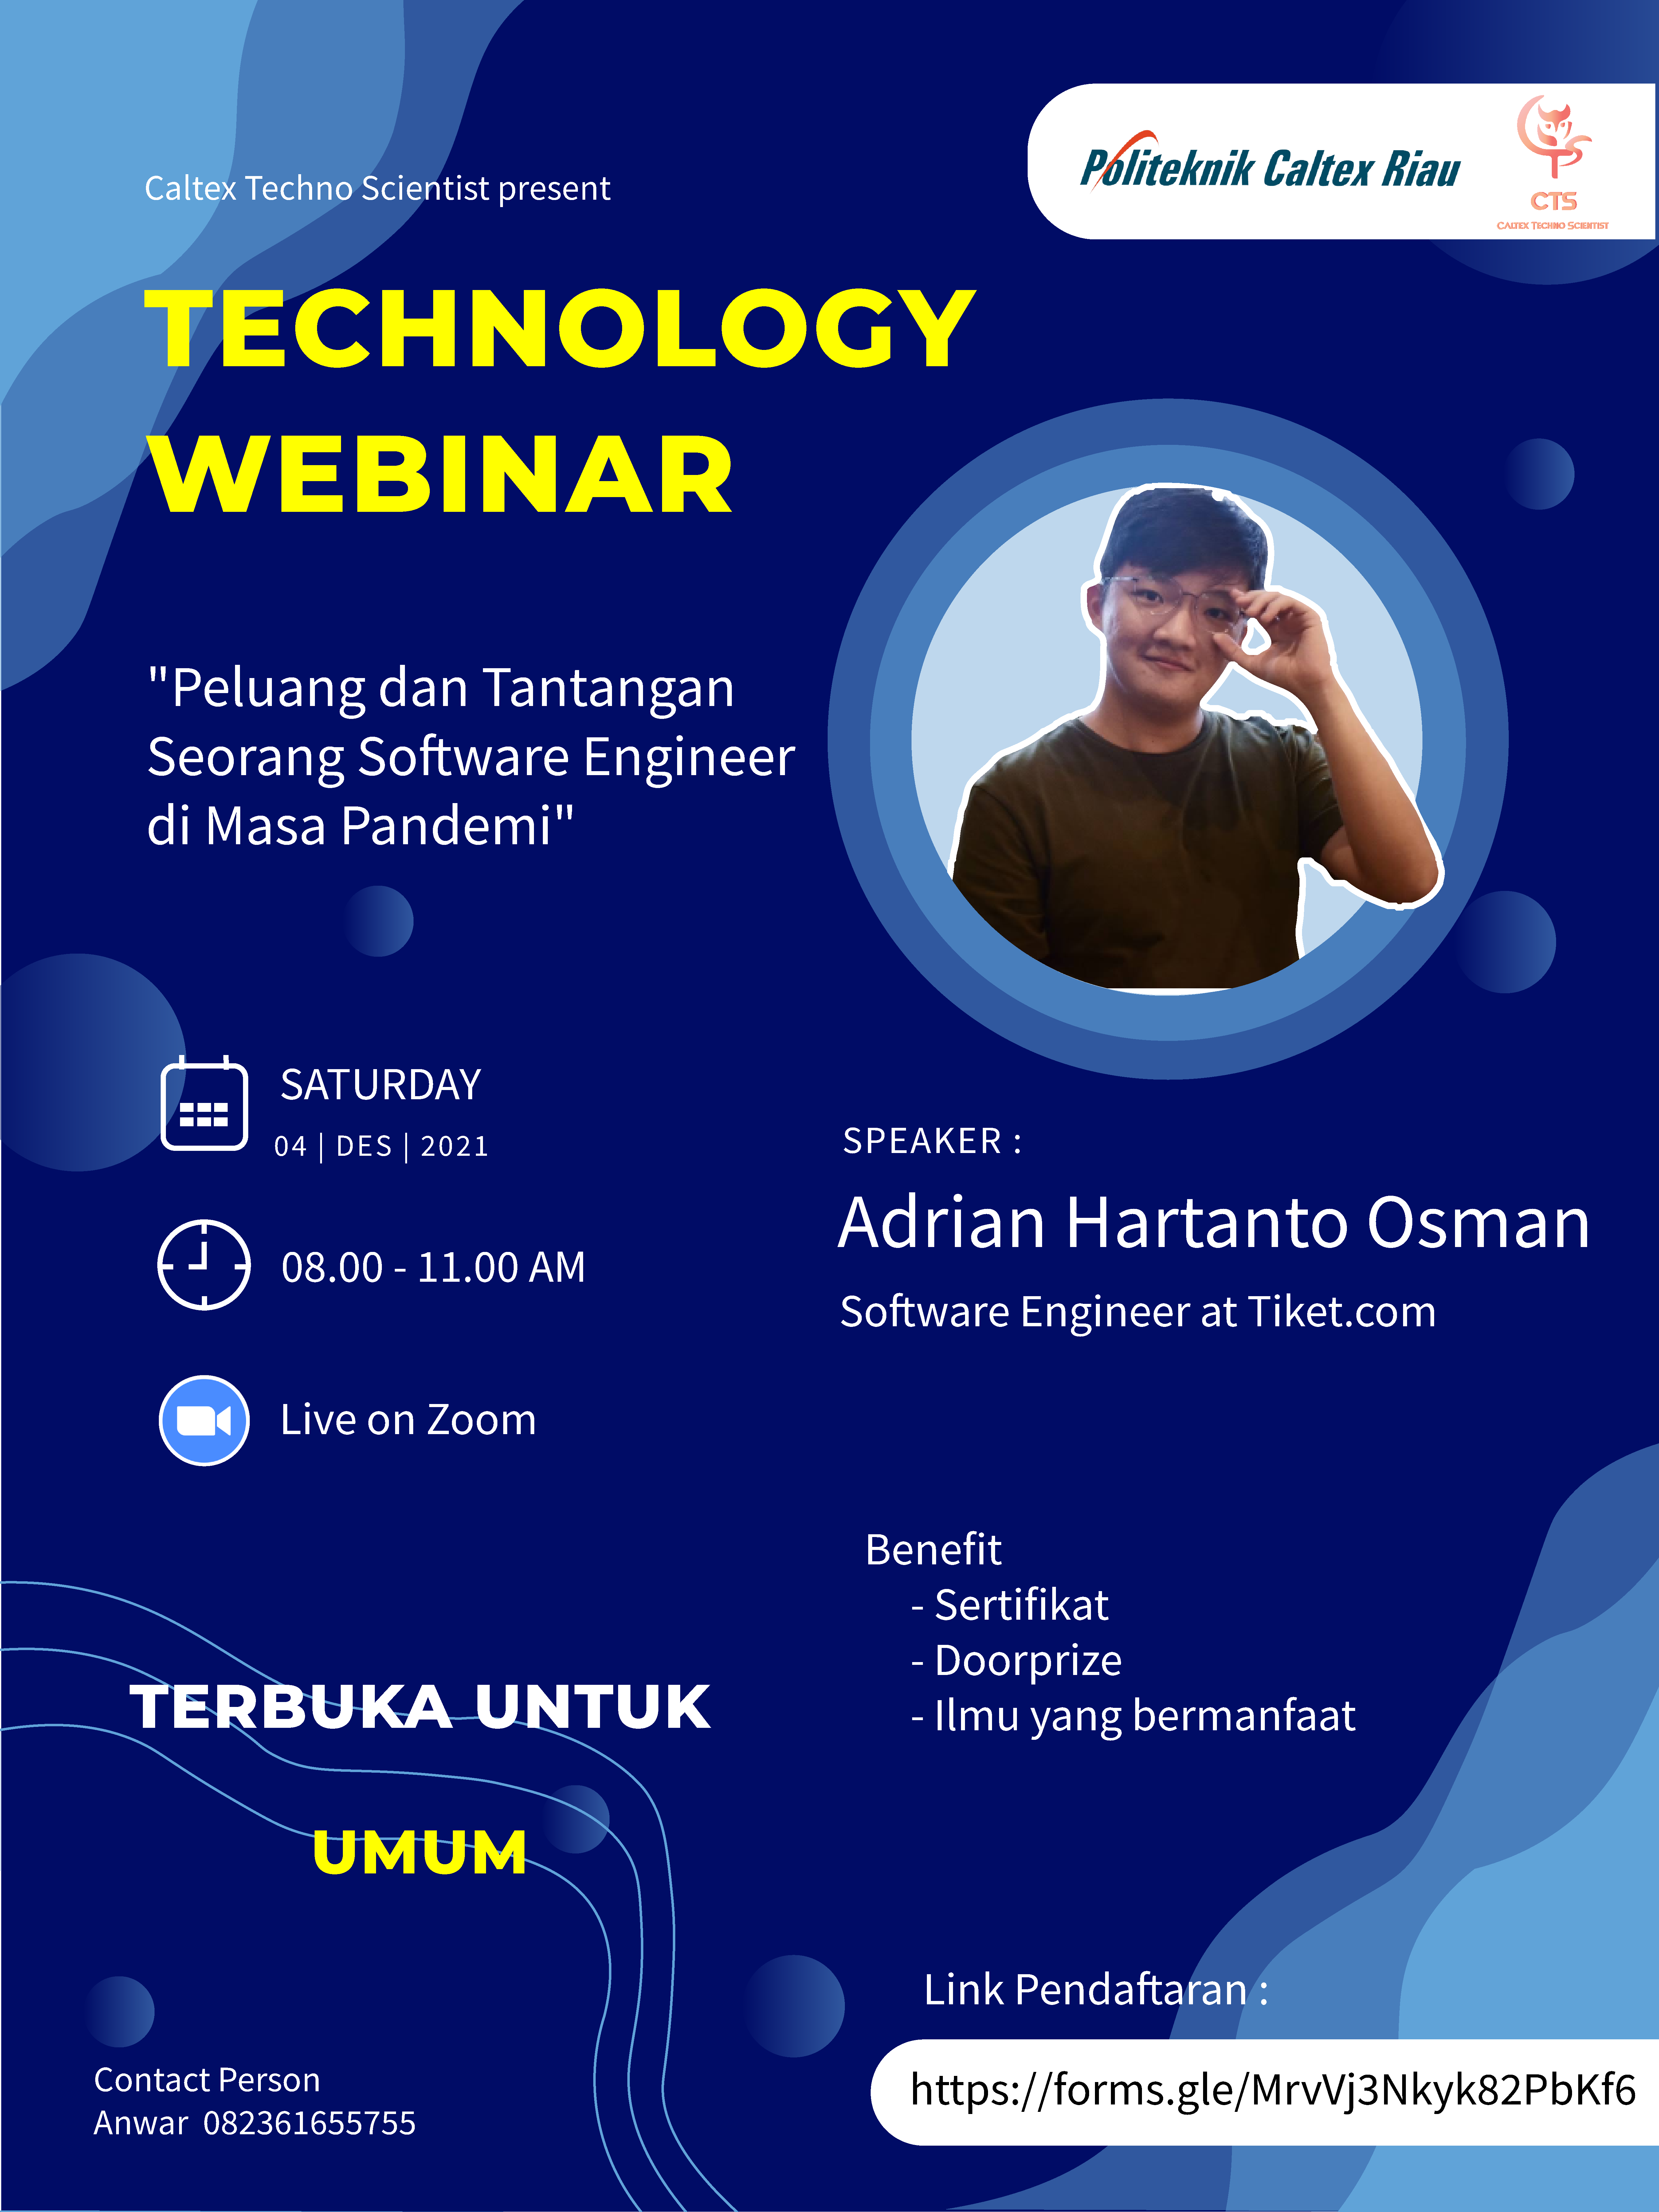 Politeknik Caltex Riau
CTS
CALTEX TECHNO SCIENTIST
Caltex Techno Scientist present
TECHNOLOGY
WEBINAR
"Peluang dan Tantangan
Seorang Software Engineer
di Masa Pandemi"
SATURDAY
04 | DES | 2021
08.00 - 11.00 AM
Live on Zoom
SPEAKER :
Adrian Hartanto Osman
Software Engineer at Tiket.com
Benefit
- Sertifikat
- Doorprize
- Ilmu yang bermanfaat
TERBUKA UNTUK
UMUM
Link Pendaftaran :
https://forms.gle/MrvVj3Nkyk82PbKf6
Contact Person
Anwar 082361655755